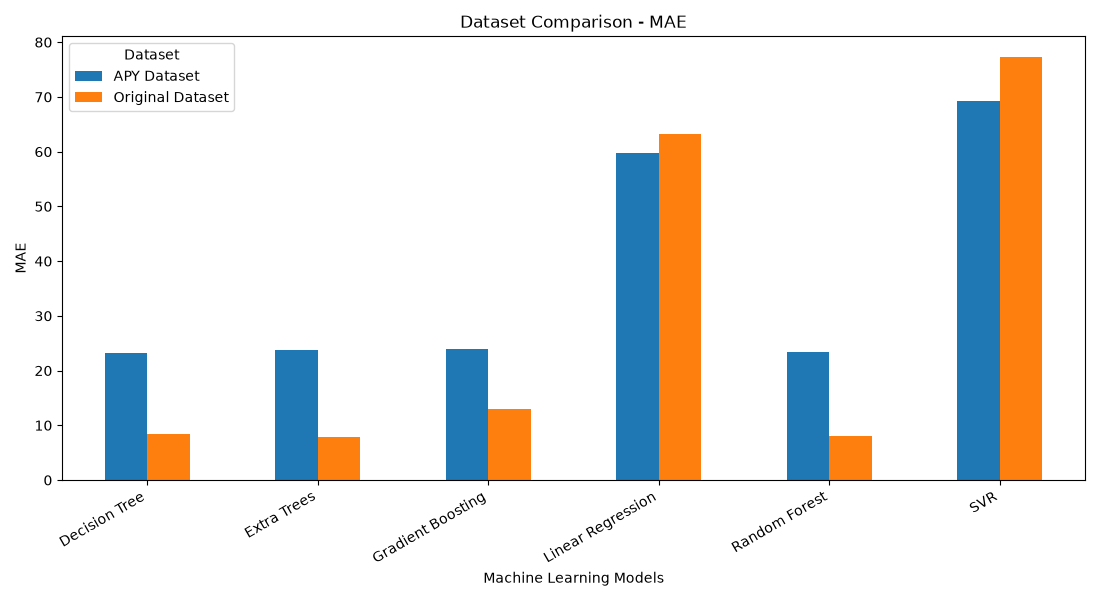 Dataset Comparison - MAE
Dataset
APY Dataset
Original Dataset
MAE
80
70
60
50
40
30
20
10
0
Decision Tree
Extra Trees
Gradient Boosting
Linear Regression
Random Forest
SVR
Machine Learning Models